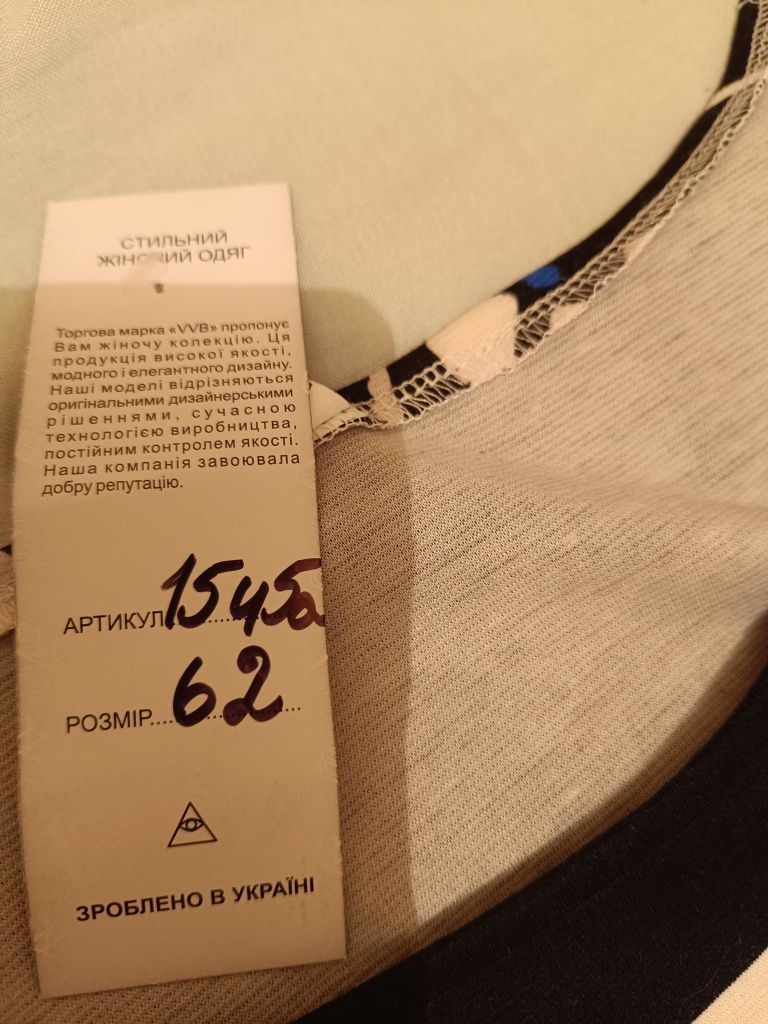 СТИЛЬНИЙ
ЖІНОЧИЙ ОДЯГ
Торгова марка «VVB» пропонує
Вам жіночу колекцію. Ця
продукція високої якості,
модного і елегантного дизайну.
Наші моделі відрізняються
оригінальними дизайнерськими
рішеннями, сучасною
технологією виробництва,
постійним контролем якості.
Наша компанія завоювала
добру репутацію.
АРТИКУЛ
РОЗМІР....62....
ЗРОБЛЕНО В УКРАЇНІ